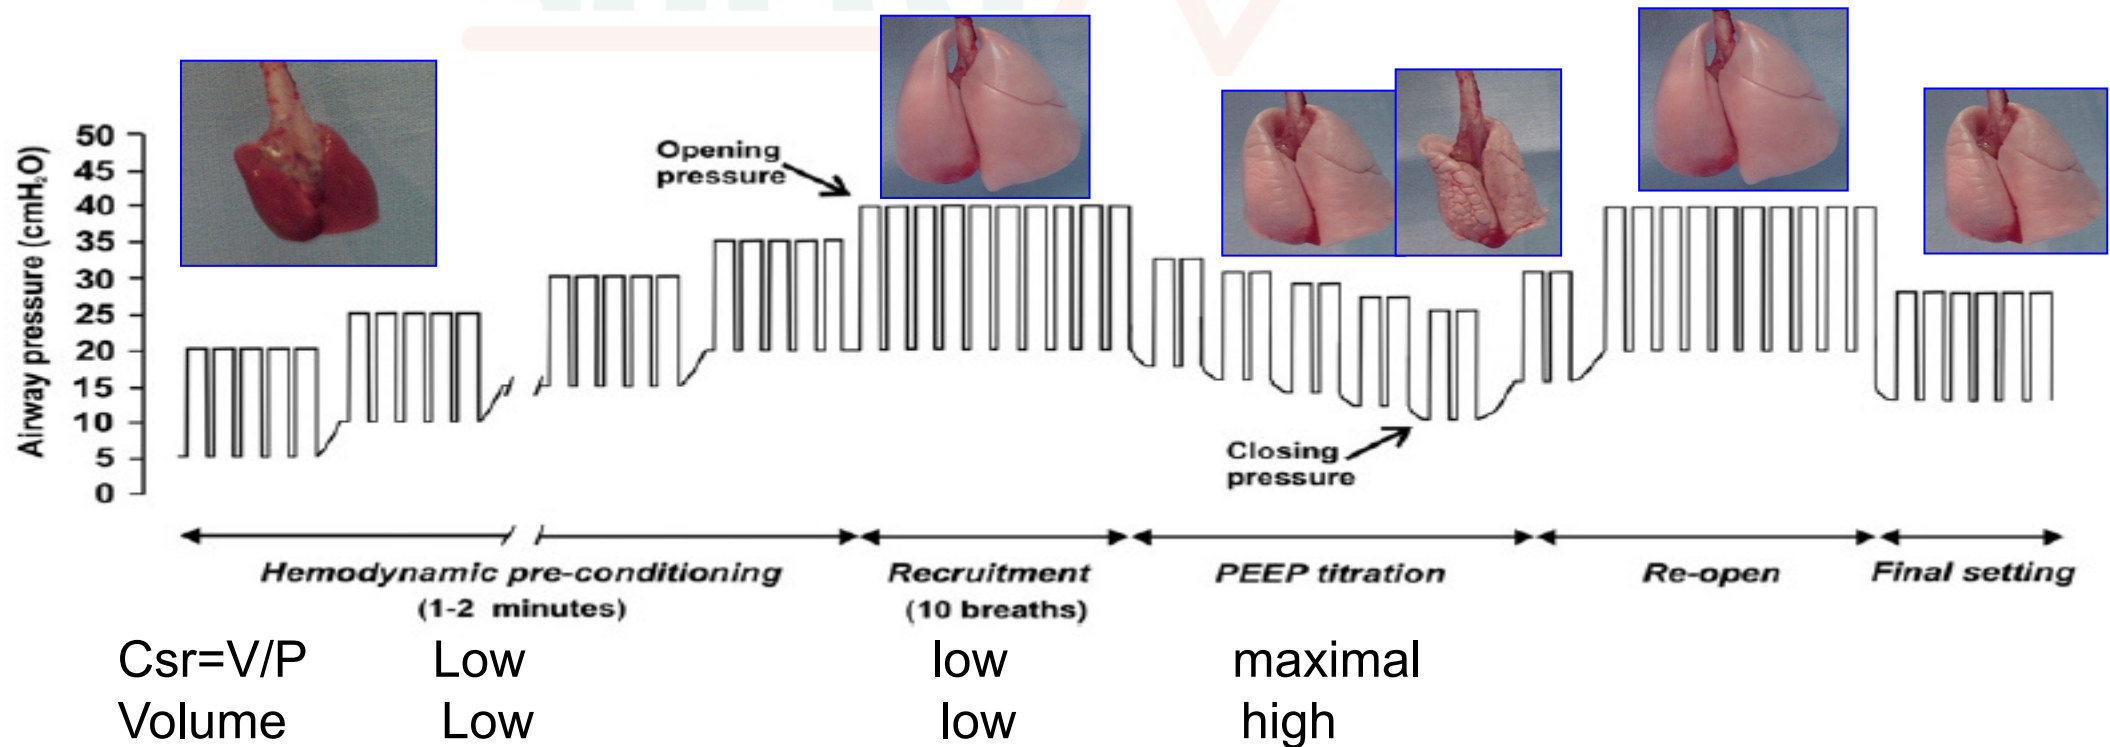 Opening
pressure
Airway pressure (cmH₂O)
50
45
40
35
30
25
20
15
10
5
0
Closing
pressure
Hemodynamic pre-conditioning
(1-2 minutes)
Recruitment
(10 breaths)
PEEP titration
Re-open
Final setting
Csr=V/P Low low maximal
Volume Low low high